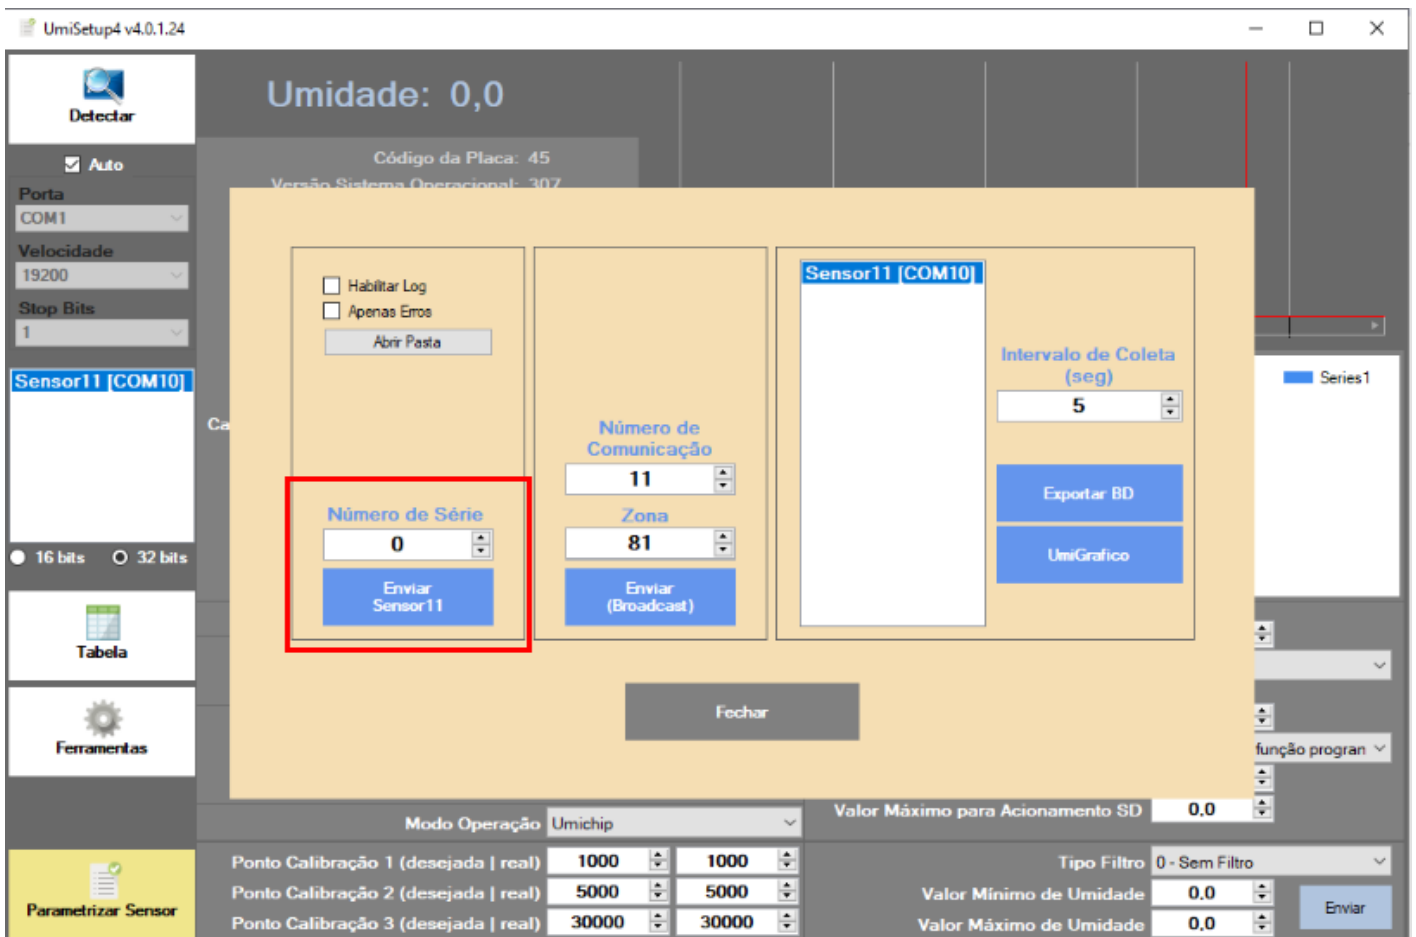 UmiSetup4 v4.0.1.24
Detectar
Auto
Porta
COM1
Velocidade
19200
Stop Bits
1
Sensor11 [COM10]
16 bits
32 bits
Tabela
Ferramentas
Parametrizar Sensor
Umidade: 0,0
Código da Placa: 45
Versão Sistema Operacional: 307
Ca
Habilitar Log
Apenas Erros
Abrir Pasta
Número de Série
0
Enviar
Sensor11
Número de
Comunicação
11
Zona
81
Enviar
(Broadcast)
Sensor11 [COM10]
Intervalo de Coleta
(seg)
5
Exportar BD
UmiGrafico
Fechar
Series1
função progran
Valor Máximo para Acionamento SD 0,0
Modo Operação Umichip
Ponto Calibração 1 (desejada | real) 1000 1000
Ponto Calibração 2 (desejada | real) 5000 5000
Ponto Calibração 3 (desejada | real) 30000 30000
Tipo Filtro 0 - Sem Filtro
Valor Mínimo de Umidade 0,0
Valor Máximo de Umidade 0,0
Enviar